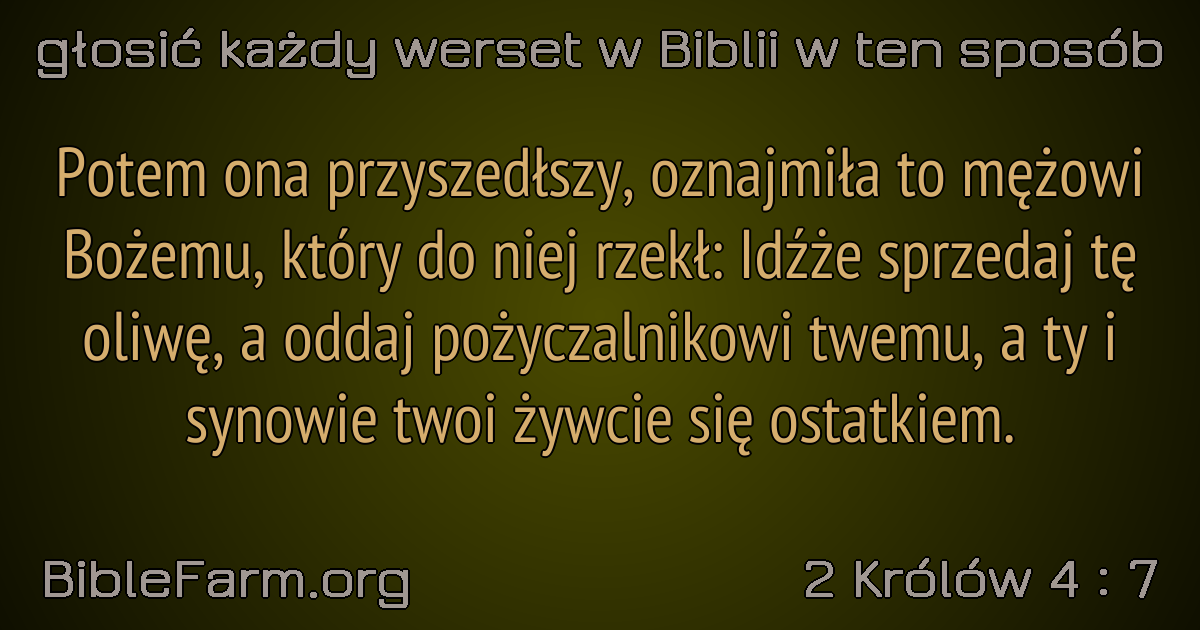 głosić każdy werset w Biblii w ten sposób
Potem ona przyszedłszy, oznajmiła to mężowi
Bożemu, który do niej rzekł: Idźże sprzedaj tę
oliwę, a oddaj pożyczalnikowi twemu, a ty i
synowie twoi żywcie się ostatkiem.
BibleFarm.org
2 Królów 4 : 7